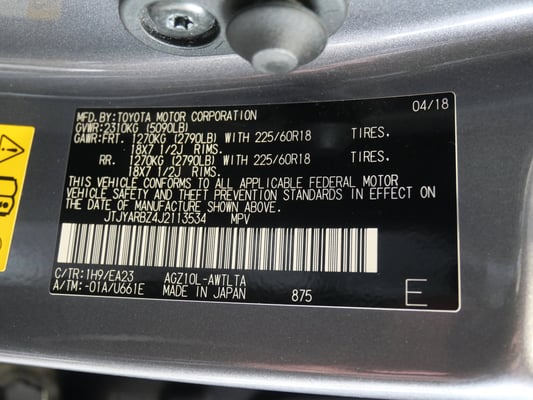 MFD.BY:TOYOTA MOTOR CORPORATION 04/18
GVWR:2310KG (5090LB)
GAWR:FRT. 1270KG (2790LB) WITH 225/60R18 TIRES.
18X7 1/2J RIMS.
RR. 1270KG (2790LB) WITH 225/60R18 TIRES.
18X7 1/2J RIMS.
THIS VEHICLE CONFORMS TO ALL APPLICABLE FEDERAL MOTOR
VEHICLE SAFETY AND THEFT PREVENTION STANDARDS IN EFFECT ON
THE DATE OF MANUFACTURE SHOWN ABOVE.
JTJYARBZ4J2113534 MPV
C/TR:1H9/EA23 AGZ10L-AWTLTA
A/TM:-01A/U661E MADE IN JAPAN 875 E